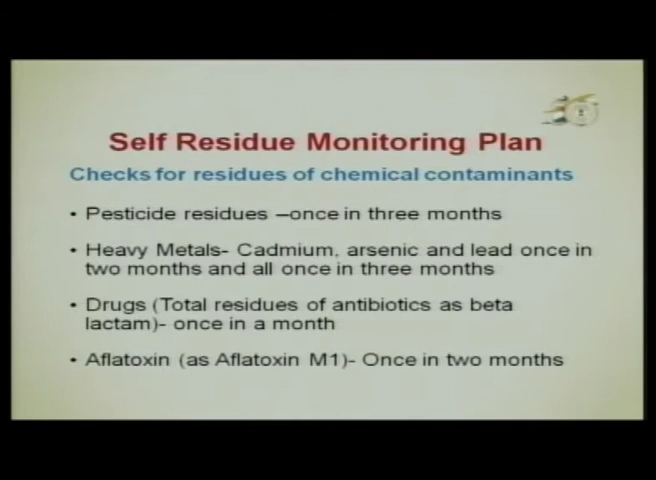 Self Residue Monitoring Plan
Checks for residues of chemical contaminants
• Pesticide residues –once in three months
• Heavy Metals- Cadmium, arsenic and lead once in
two months and all once in three months
• Drugs (Total residues of antibiotics as beta
lactam)- once in a month
• Aflatoxin (as Aflatoxin M1)- Once in two months